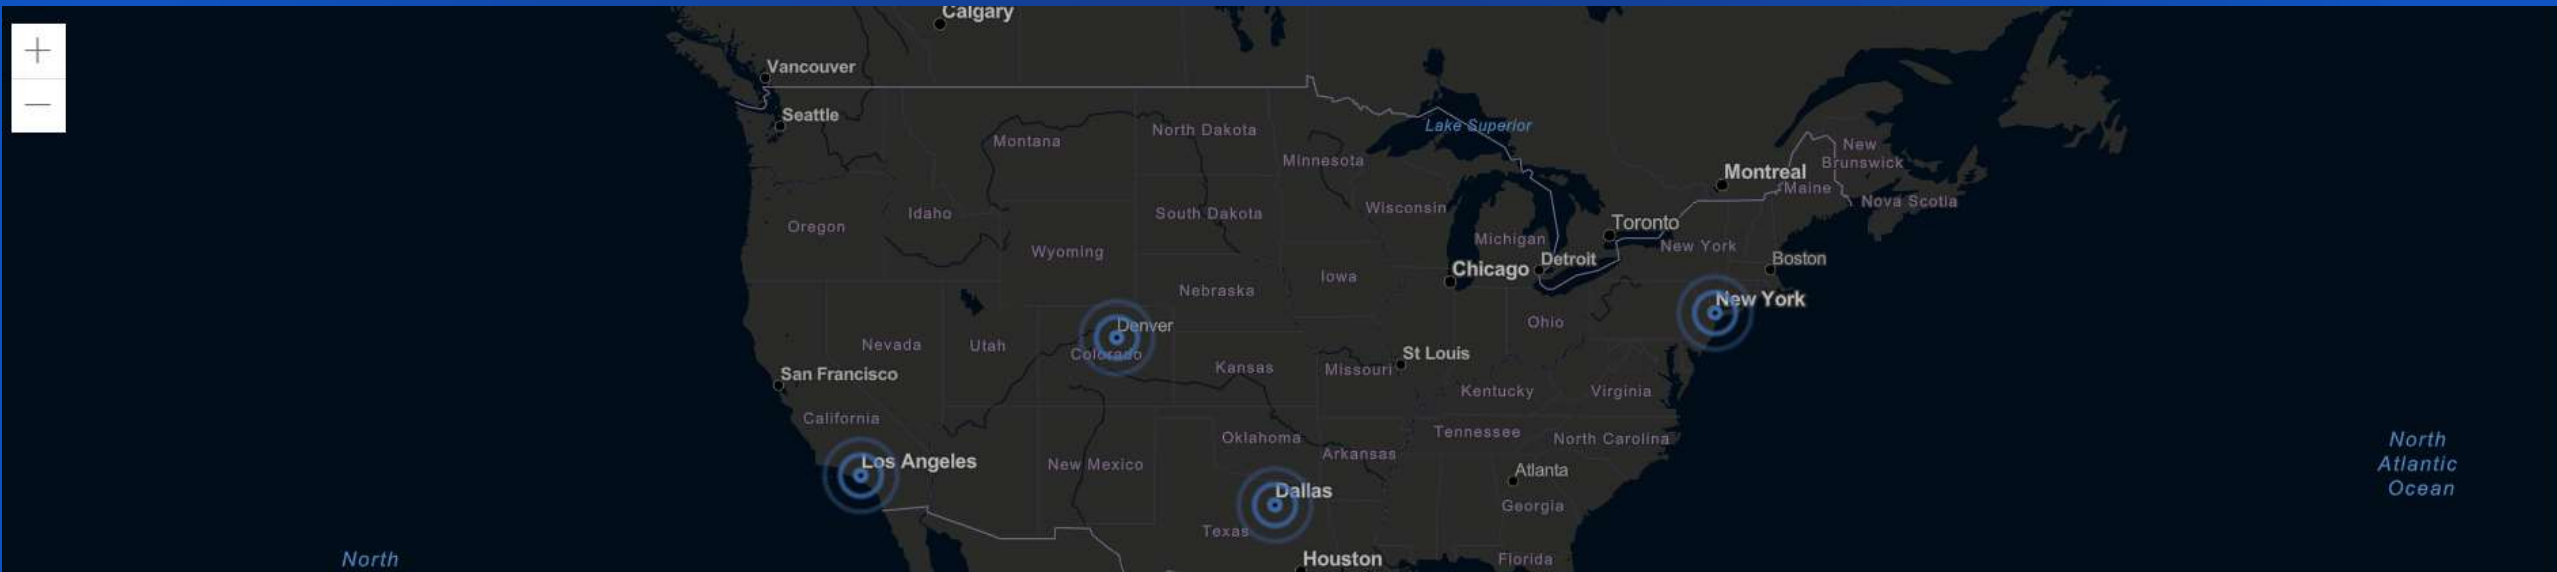 Calgary
+
Vancouver
−
Seattle
Lake Superior
North Dakota
Montana
New
Brunswick
Minnesota
Montreal
Maine
Nova Scotia
Wisconsin
Idaho
South Dakota
Toronto
Oregon
Michigan
New York
Wyoming
Detroit
Boston
Chicago
Iowa
Nebraska
New York
Ohio
Denver
Nevada
Utah
Colorado
St Louis
Kansas
Missouri
San Francisco
Kentucky
Virginia
California
Tennessee
Oklahoma
North Carolina
North
Atlantic
Ocean
Arkansas
Los Angeles
New Mexico
Atlanta
Dallas
Georgia
Texas
North
Houston
Florida